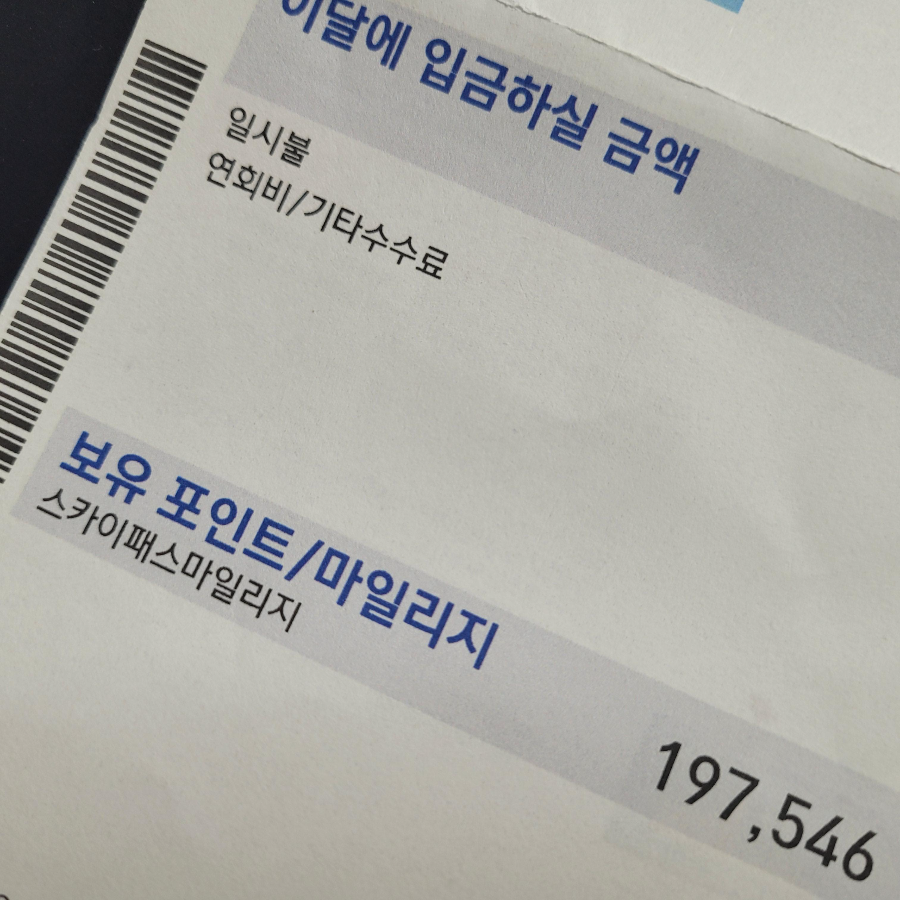 이달에 입금하실 금액
일시불
연회비/기타수수료
보유 포인트/마일리지
스카이패스마일리지
197,546